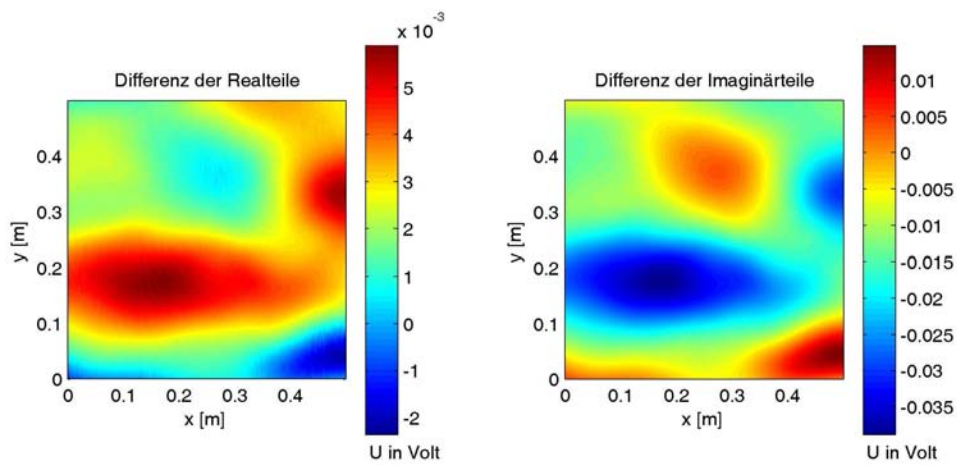 x 10⁻³
Differenz der Realteile
0.4
0.3
0.2
0.1
0
y [m]
0 0.1 0.2 0.3 0.4
x [m]
5
4
3
2
1
0
-1
-2
U in Volt
Differenz der Imaginärteile
0.4
0.3
0.2
0.1
0
y [m]
0 0.1 0.2 0.3 0.4
x [m]
0.01
0.005
0
-0.005
-0.01
-0.015
-0.02
-0.025
-0.03
-0.035
U in Volt